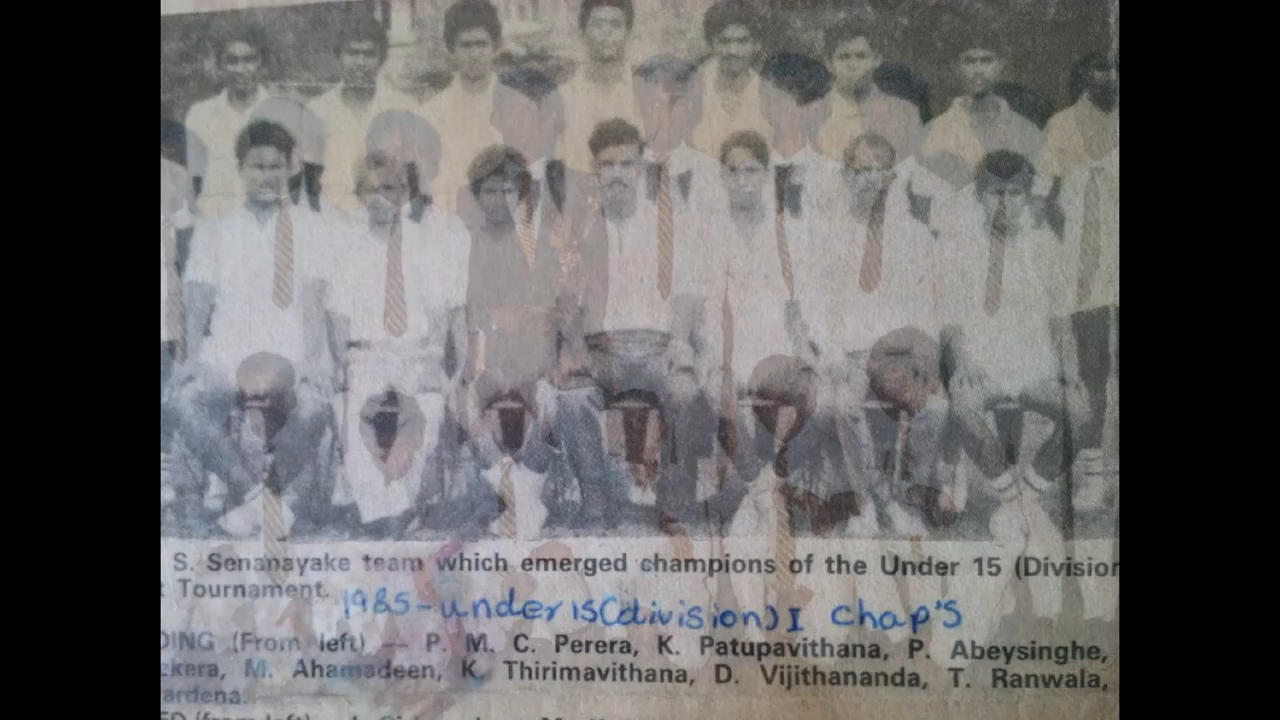 S. Senanayake team which emerged champions of the Under 15 (Division
Tournament.
1985-under 15(division) I chap's
DING (From left) — P. M. C. Perera, K. Patupavithana, P. Abeysinghe,
kera, M. Ahamadeen, K. Thirimavithana, D. Vijithananda, T. Ranwala,
ardena.